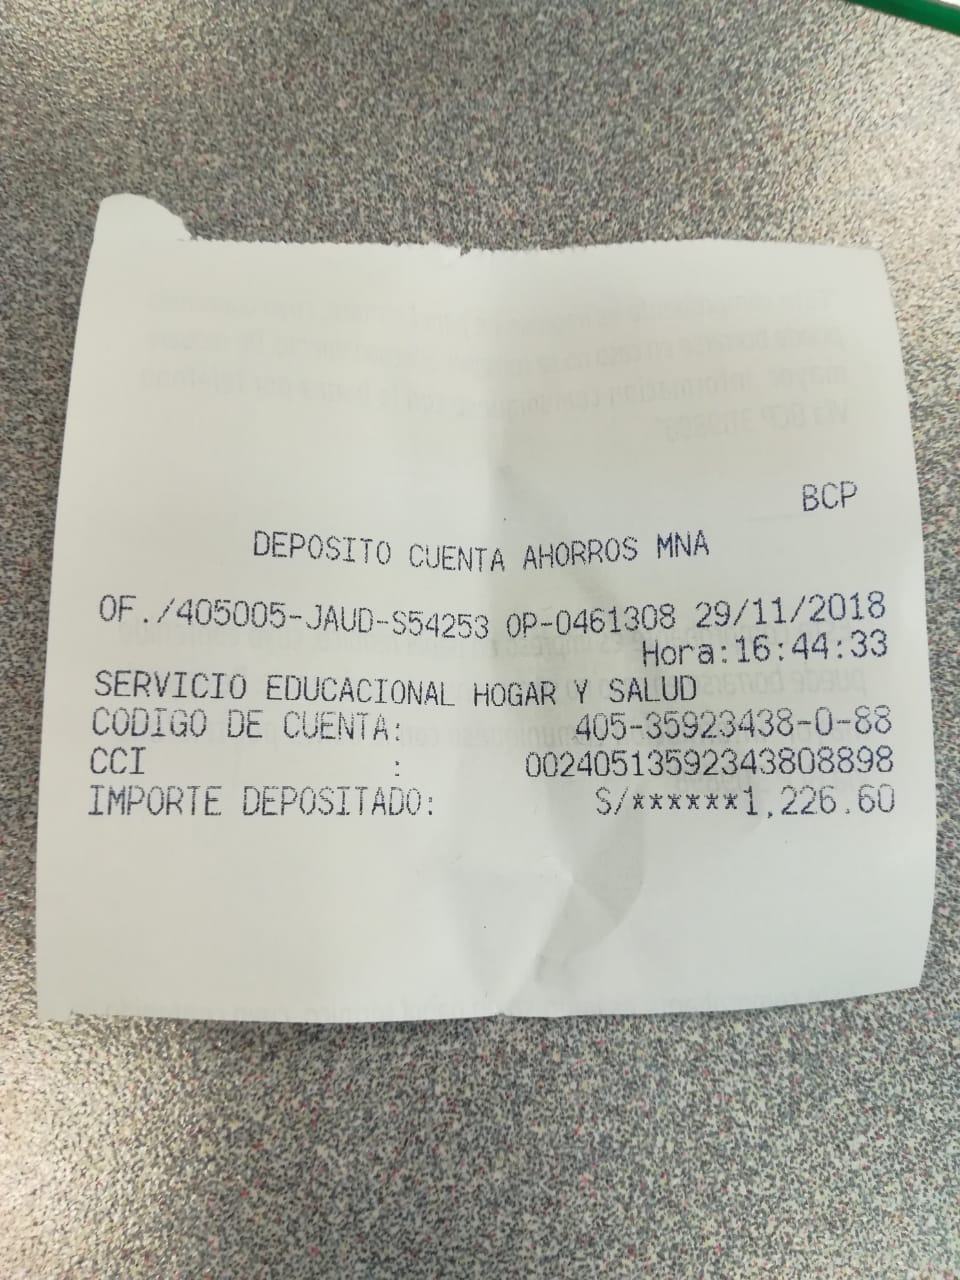 BCP
DEPOSITO CUENTA AHORROS MNA
OF./405005-JAUD-S54253 OP-0461308 29/11/2018
Hora:16:44:33
SERVICIO EDUCACIONAL HOGAR Y SALUD
CODIGO DE CUENTA: 405-35923438-0-88
CCI : 00240513592343808898
IMPORTE DEPOSITADO: S/******1,226.60